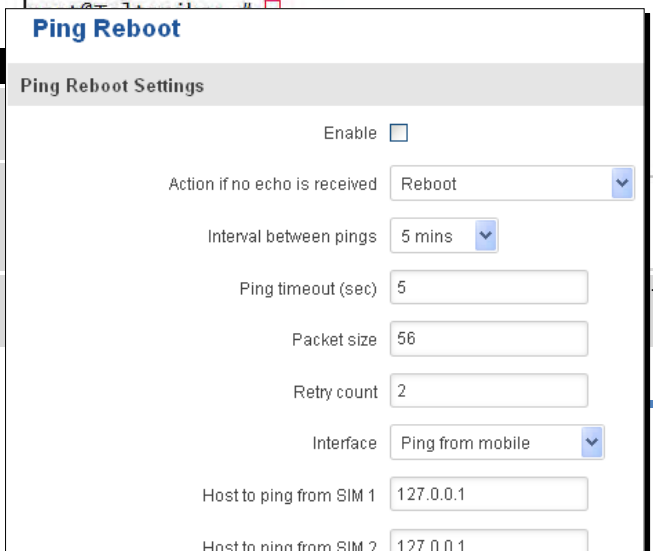 Ping Reboot
Ping Reboot Settings
Enable
Action if no echo is received Reboot
Interval between pings 5 mins
Ping timeout (sec) 5
Packet size 56
Retry count 2
Interface Ping from mobile
Host to ping from SIM 1 127.0.0.1
Host to ping from SIM 2 127.0.0.1